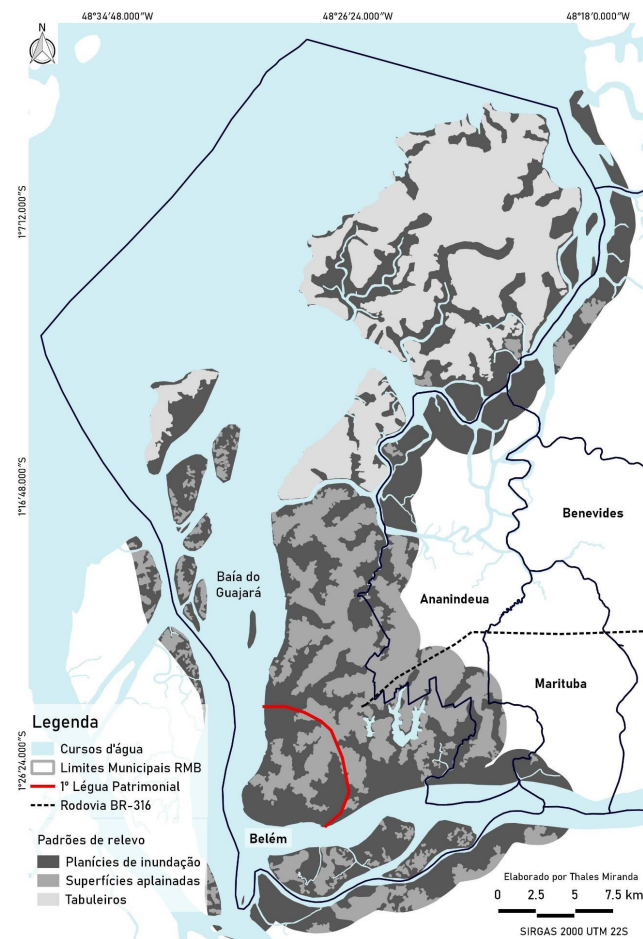 48°34'48.000"W
48°26'24.000"W
48°18'0.000"W
N
1°7'12.000"S
1°16'48.000"S
1°26'24.000"S
Benevides
Baía do
Guajará
Ananindeua
Marituba
Belém
Legenda
Cursos d'água
Limites Municipais RMB
1º Légua Patrimonial
Rodovia BR-316
Padrões de relevo
Planícies de inundação
Superfícies aplainadas
Tabuleiros
Elaborado por Thales Miranda
0 2.5 5 7.5 km
SIRGAS 2000 UTM 22S